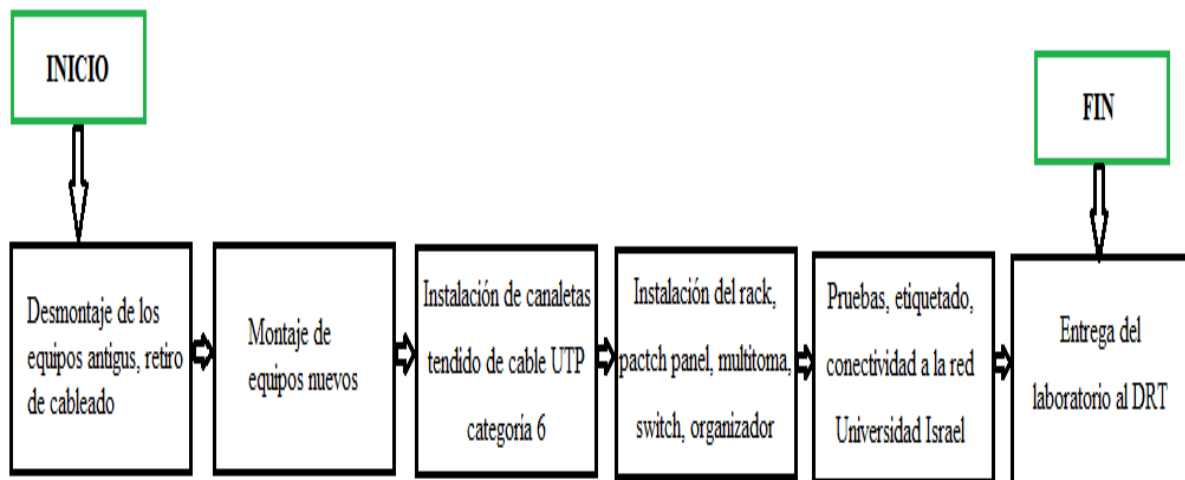 INICIO
FIN
Desmontaje de los
equipos antigus, retiro
de cableado
Montaje de
equipos nuevos
Instalación de canaletas
tendido de cable UTP
categoría 6
Instalación del rack,
pactch panel, multitoma,
switch, organizador
Pruebas, etiquetado,
conectividad a la red
Universidad Israel
Entrega del
laboratorio al DRT